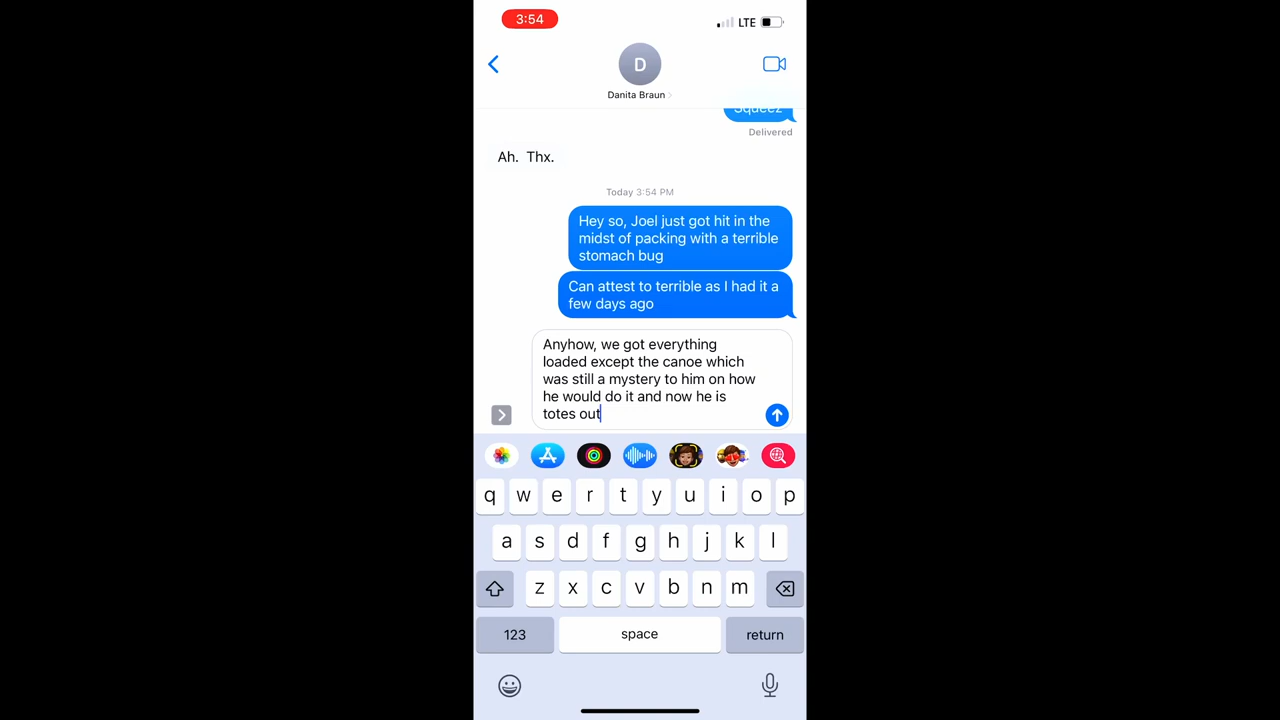 3:54
LTE
D
Danita Braun
Squeez
Delivered
Ah. Thx.
Today 3:54 PM
Hey so, Joel just got hit in the
midst of packing with a terrible
stomach bug
Can attest to terrible as I had it a
few days ago
Anyhow, we got everything
loaded except the canoe which
was still a mystery to him on how
he would do it and now he is
totes out
q w e r t y u i o p
a s d f g h j k l
z x c v b n m
123 space return